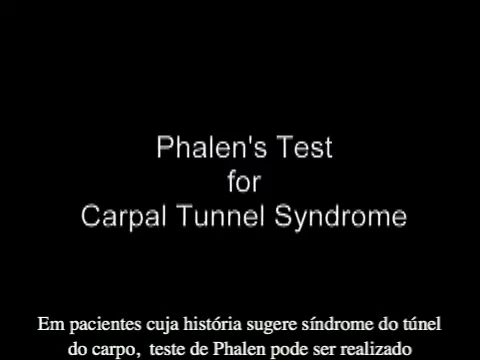 Phalen's Test
for
Carpal Tunnel Syndrome
Em pacientes cuja história sugere síndrome do túnel
do carpo, teste de Phalen pode ser realizado